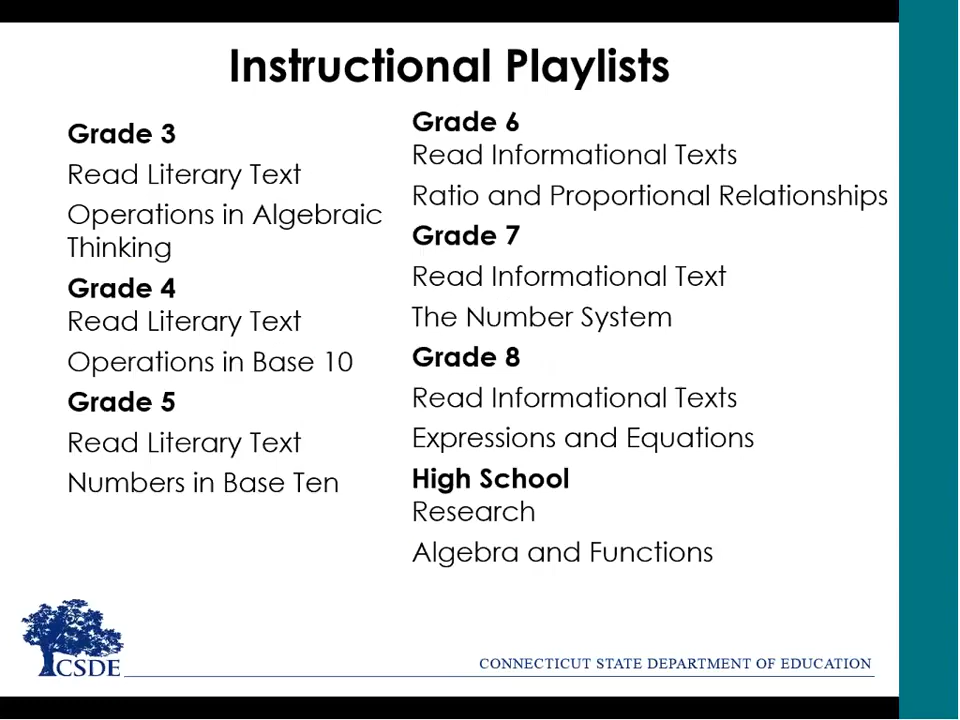 Instructional Playlists
Grade 3
Read Literary Text
Operations in Algebraic
Thinking
Grade 4
Read Literary Text
Operations in Base 10
Grade 5
Read Literary Text
Numbers in Base Ten
Grade 6
Read Informational Texts
Ratio and Proportional Relationships
Grade 7
Read Informational Text
The Number System
Grade 8
Read Informational Texts
Expressions and Equations
High School
Research
Algebra and Functions
CSDE
CONNECTICUT STATE DEPARTMENT OF EDUCATION